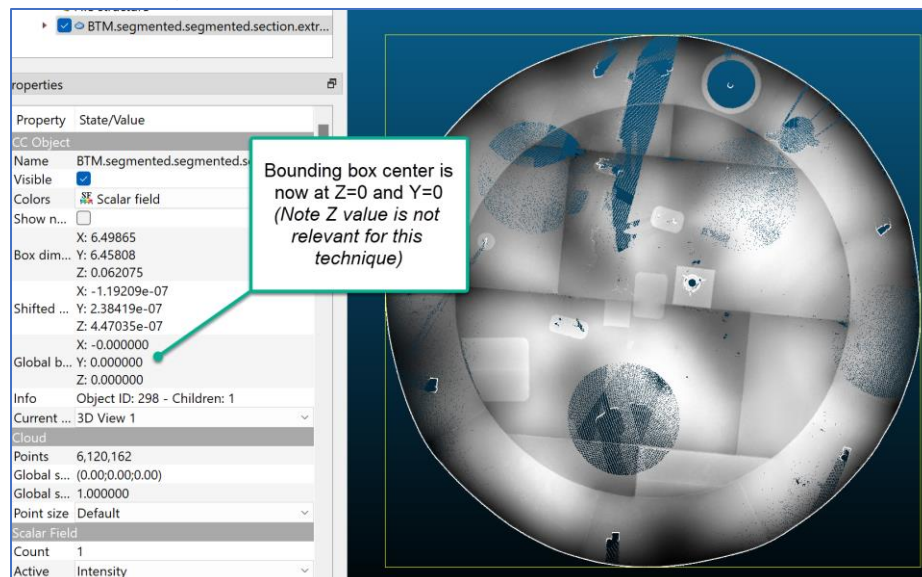 BTM.segmented.segmented.section.extr...
roperties
Property State/Value
CC Object
Name BTM.segmented.segmented.s
Visible
Colors SF Scalar field
Show n...
X: 6.49865
Box dim... Y: 6.45808
Z: 0.062075
X: -1.19209e-07
Shifted ... Y: 2.38419e-07
Z: 4.47035e-07
X: -0.000000
Global b... Y: 0.000000
Z: 0.000000
Info Object ID: 298 - Children: 1
Current ... 3D View 1
Cloud
Points 6,120,162
Global s... (0.00;0.00;0.00)
Global s... 1.000000
Point size Default
Scalar Field
Count 1
Active Intensity
Bounding box center is
now at Z=0 and Y=0
(Note Z value is not
relevant for this
technique)